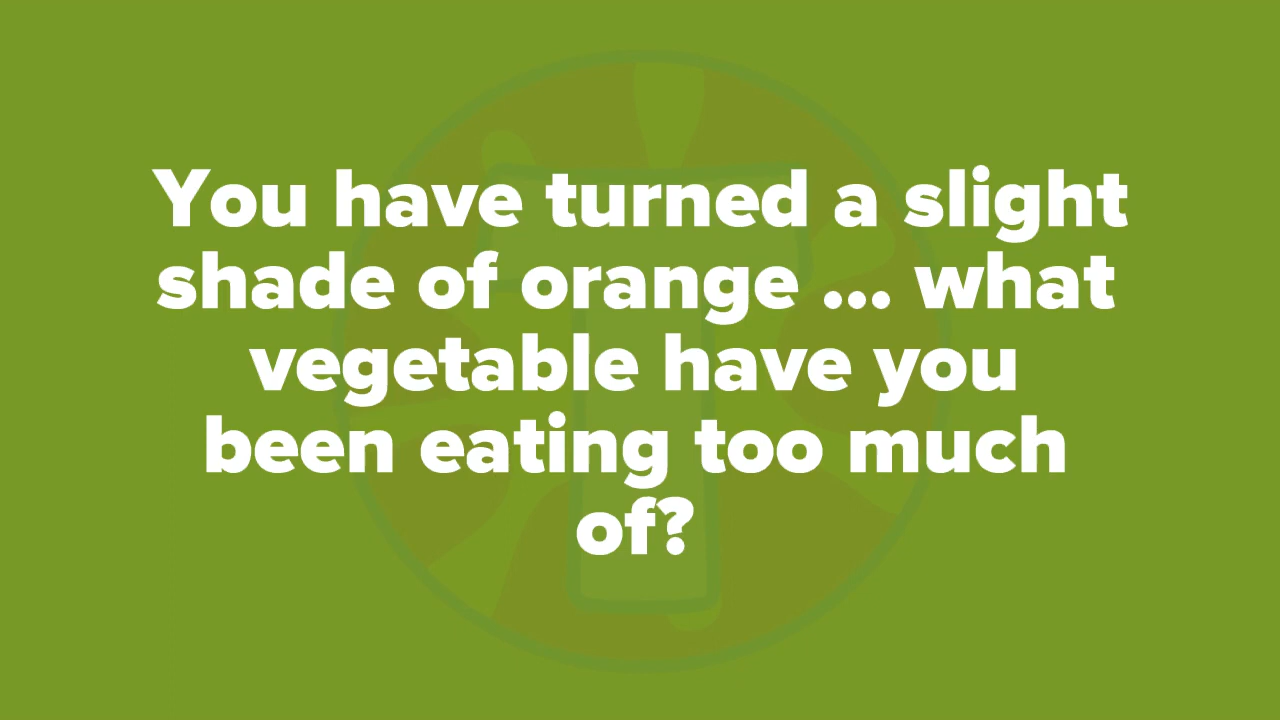 You have turned a slight
shade of orange ... what
vegetable have you
been eating too much
of?